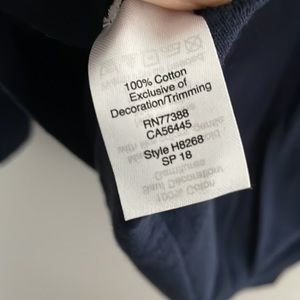 100% Cotton
Exclusive of
Decoration/Trimming
RN77388
CA56445
Style H8268
SP 18